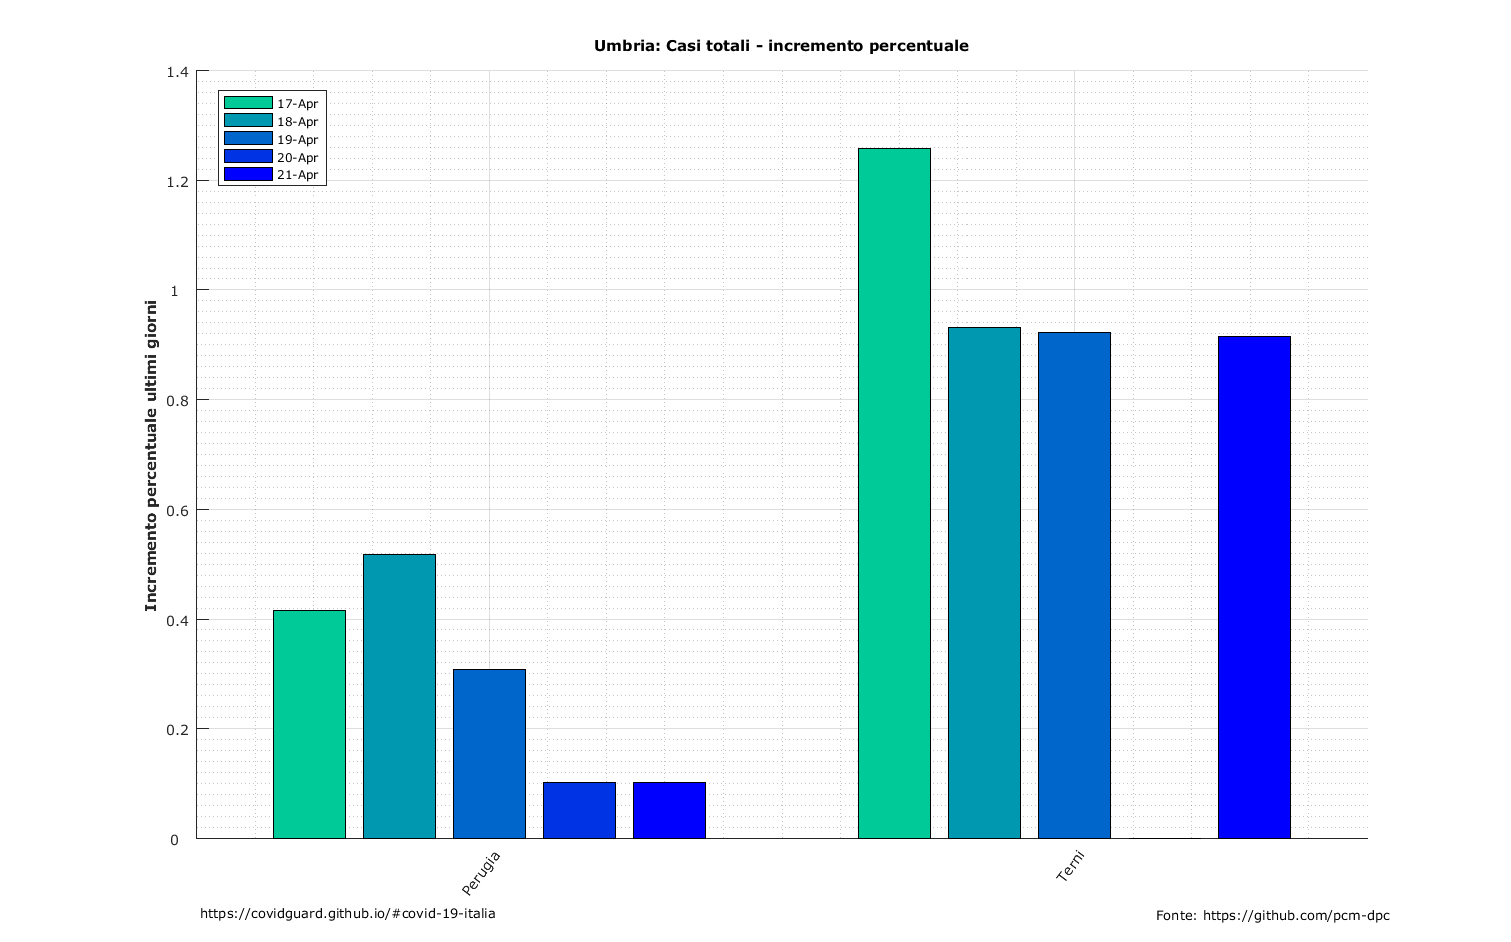 Umbria: Casi totali - incremento percentuale
1.4
1.2
1
0.8
0.6
0.4
0.2
0
Incremento percentuale ultimi giorni
17-Apr
18-Apr
19-Apr
20-Apr
21-Apr
Perugia
Terni
https://covidguard.github.io/#covid-19-italia
Fonte: https://github.com/pcm-dpc